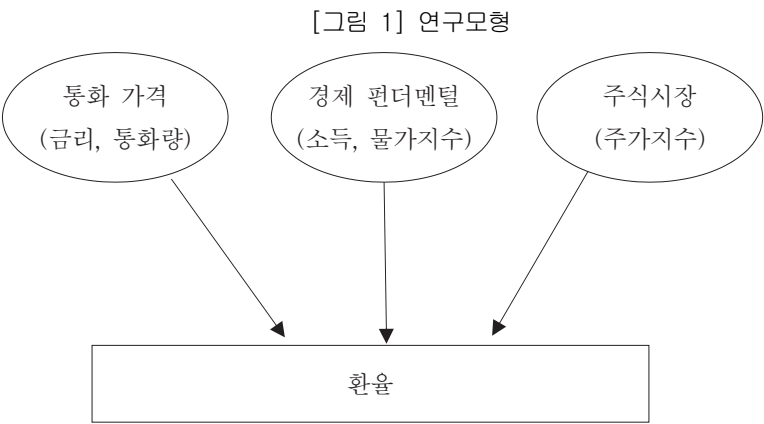 [그림 1] 연구모형
통화 가격
(금리, 통화량)
경제 펀더멘털
(소득, 물가지수)
주식시장
(주가지수)
환율